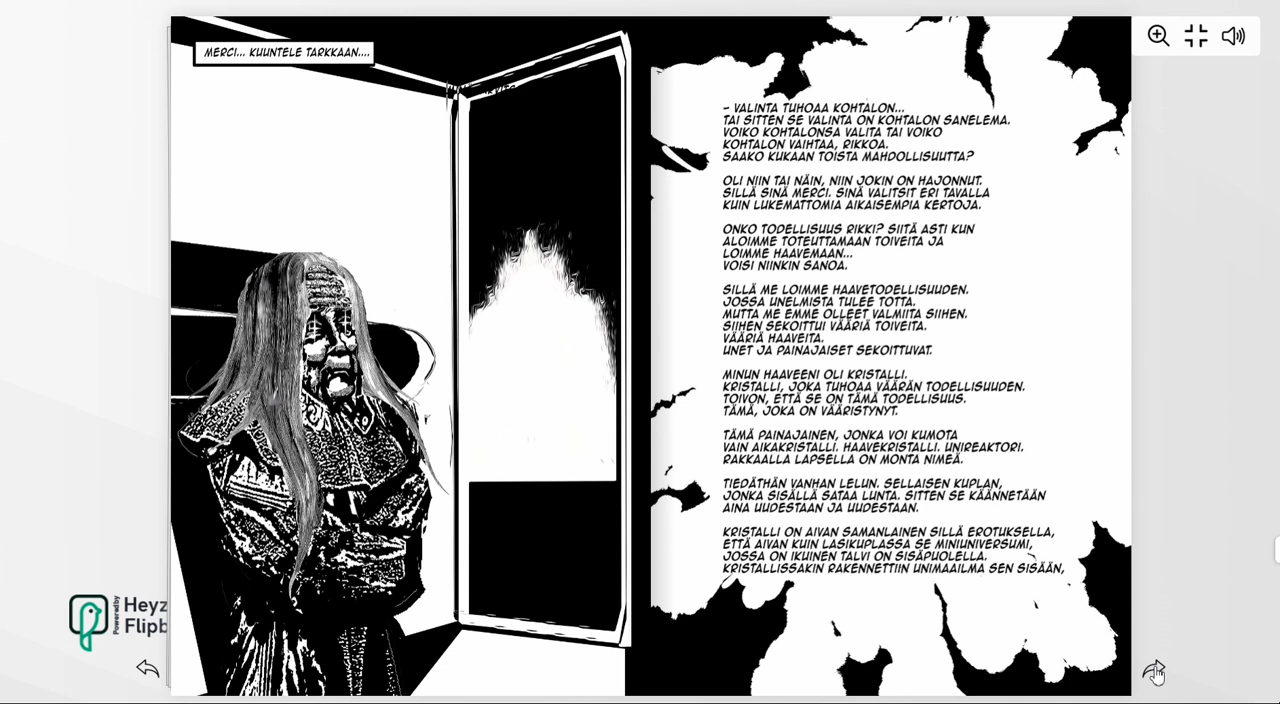 MERCI... KUUNTELE TARKKAAN....
- VALINTA TUHOAA KOHTALON...
TAI SITTEN SE VALINTA ON KOHTALON SANELEMA.
VOIKO KOHTALONSA VALITA TAI VOIKO
KOHTALON VAIHTAA, RIKKOA.
SAAKO KUKAAN TOISTA MAHDOLLISUUTTA?
OLI NIIN TAI NÄIN, NIIN JOKIN ON HAJONNUT.
SILLÄ SINÄ MERCI. SINÄ VALITSIT ERI TAVALLA
KUIN LUKEMATTOMIA AIKAISEMPIA KERTOJA.
ONKO TODELLISUUS RIKKI? SIITÄ ASTI KUN
ALOIMME TOTEUTTAMAAN TOIVEITA JA
LOIMME HAAVEMAAN...
VOISI NIINKIN SANOA.
SILLÄ ME LOIMME HAAVETODELLISUUDEN.
JOSSA UNELMISTA TULEE TOTTA.
MUTTA ME EMME OLLEET VALMIITA SIIHEN.
SIIHEN SEKOITTUI VÄÄRIÄ TOIVEITA.
VÄÄRIÄ HAAVEITA.
UNET JA PAINAJAISET SEKOITTUVAT.
MINUN HAAVEENI OLI KRISTALLI.
KRISTALLI, JOKA TUHOAA VÄÄRÄN TODELLISUUDEN.
TOIVON, ETTÄ SE ON TÄMÄ TODELLISUUS.
TÄMÄ, JOKA ON VÄÄRISTYNYT.
TÄMÄ PAINAJAINEN, JONKA VOI KUMOTA
VAIN AIKAKRISTALLI. HAAVEKRISTALLI. UNIREAKTORI.
RAKKAALLA LAPSELLA ON MONTA NIMEÄ.
TIEDÄTHÄN VANHAN LELUN. SELLAISEN KUPLAN,
JONKA SISÄLLÄ SATAA LUNTA. SITTEN SE KÄÄNNETÄÄN
AINA UUDESTAAN JA UUDESTAAN.
KRISTALLI ON AIVAN SAMANLAINEN SILLÄ EROTUKSELLA,
ETTÄ AIVAN KUIN LASIKUPLASSA SE MINIUNIVERSUMI,
JOSSA ON IKUINEN TALVI ON SISÄPUOLELLA.
KRISTALLISSAKIN RAKENNETTIIN UNIMAAILMA SEN SISÄÄN,
Powered by
Heyz
Flipb